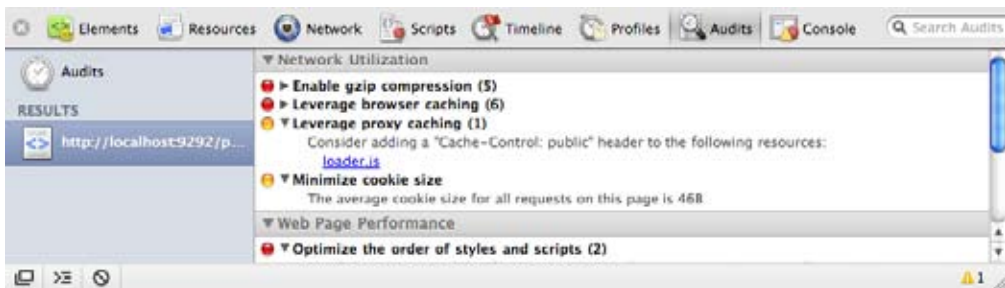 Elements Resources Network Scripts Timeline Profiles Audits Console Search Audits
Audits
RESULTS
http://localhost:9292/p...
Network Utilization
Enable gzip compression (5)
Leverage browser caching (6)
Leverage proxy caching (1)
Consider adding a "Cache-Control: public" header to the following resources:
loader.js
Minimize cookie size
The average cookie size for all requests on this page is 46B
Web Page Performance
Optimize the order of styles and scripts (2)
1